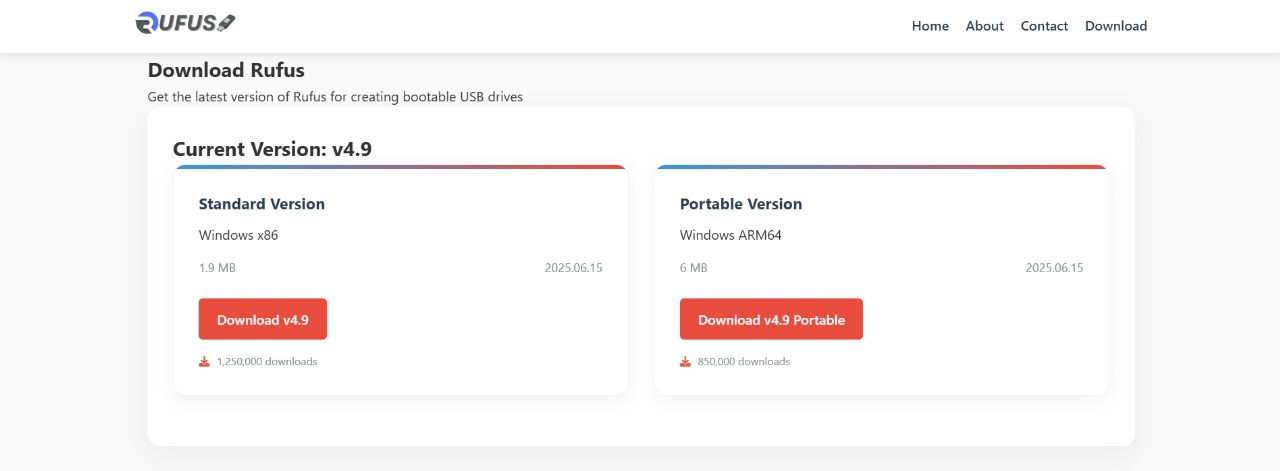 RUFUS
Home About Contact Download
Download Rufus
Get the latest version of Rufus for creating bootable USB drives
Current Version: v4.9
Standard Version
Windows x86
1.9 MB 2025.06.15
Download v4.9
1,250,000 downloads
Portable Version
Windows ARM64
6 MB 2025.06.15
Download v4.9 Portable
850,000 downloads